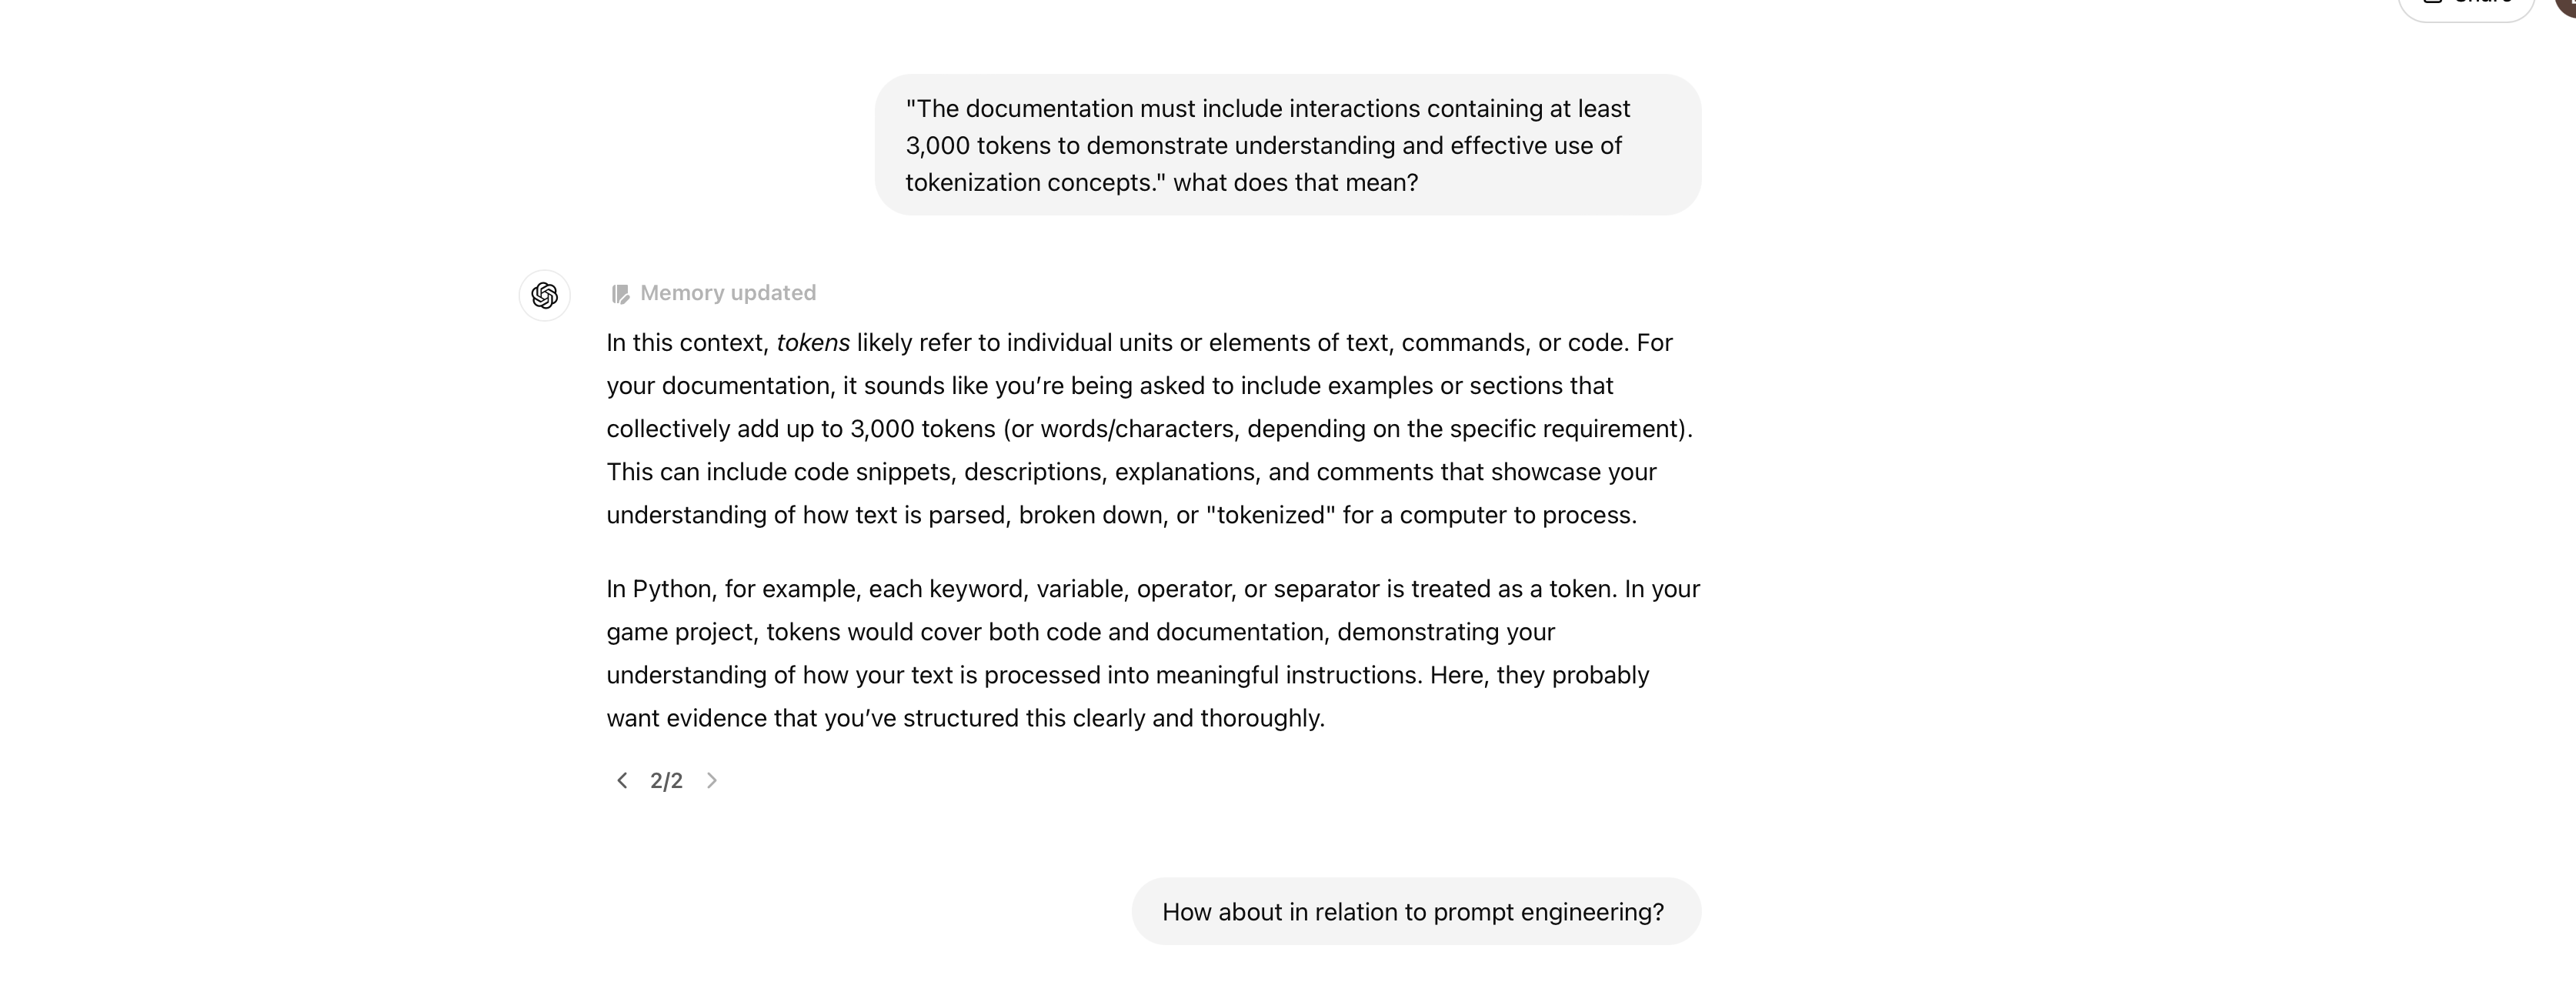 "The documentation must include interactions containing at least
3,000 tokens to demonstrate understanding and effective use of
tokenization concepts." what does that mean?
Memory updated
In this context, tokens likely refer to individual units or elements of text, commands, or code. For
your documentation, it sounds like you’re being asked to include examples or sections that
collectively add up to 3,000 tokens (or words/characters, depending on the specific requirement).
This can include code snippets, descriptions, explanations, and comments that showcase your
understanding of how text is parsed, broken down, or "tokenized" for a computer to process.
In Python, for example, each keyword, variable, operator, or separator is treated as a token. In your
game project, tokens would cover both code and documentation, demonstrating your
understanding of how your text is processed into meaningful instructions. Here, they probably
want evidence that you’ve structured this clearly and thoroughly.
2/2
How about in relation to prompt engineering?